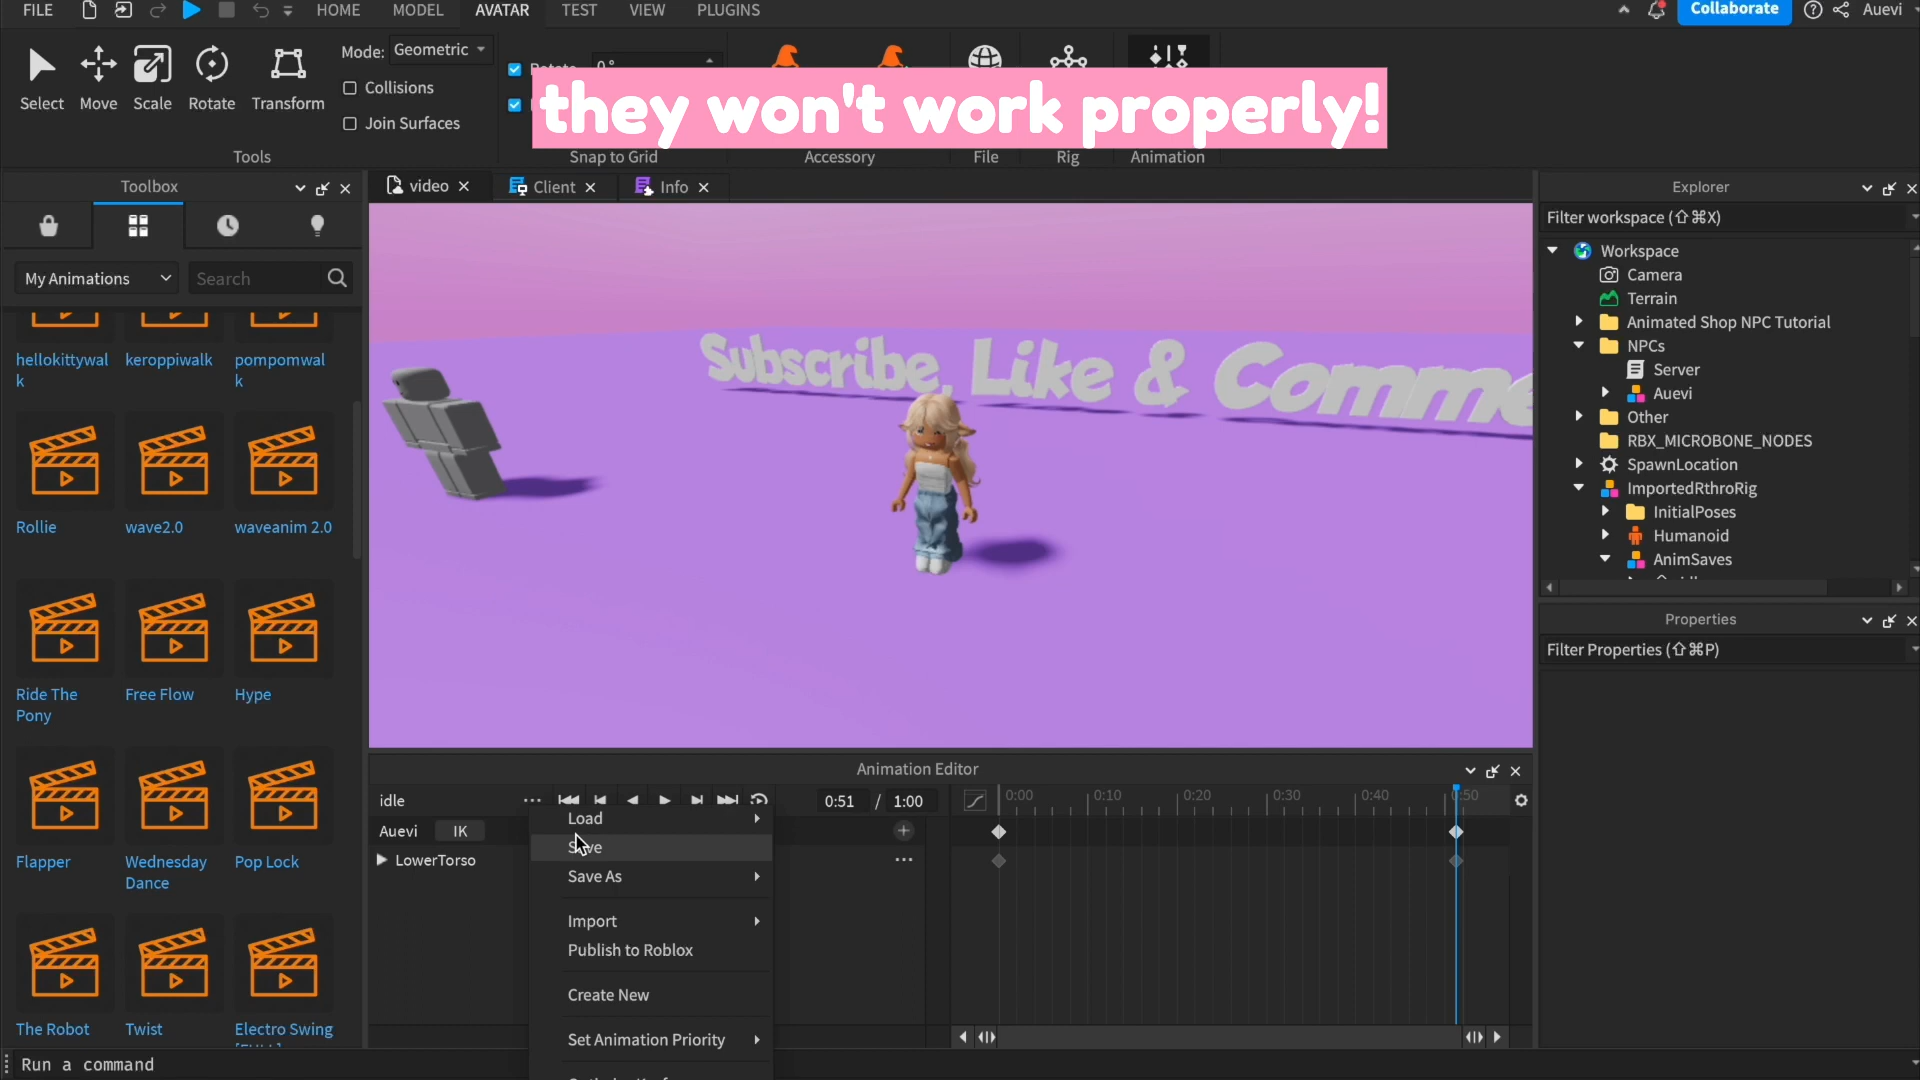 FILE
HOME
MODEL
AVATAR
TEST
VIEW
PLUGINS
Collaborate
Auevi
Select
Move
Scale
Rotate
Transform
Mode:
Geometric
Collisions
Join Surfaces
Tools
they won't work properly!
Snap to Grid
Accessory
File
Rig
Animation
Toolbox
My Animations
Search
hellokittywal
k
keroppiwalk
pompomwal
k
Rollie
wave2.0
waveanim 2.0
Ride The
Pony
Free Flow
Hype
Flapper
Wednesday
Dance
Pop Lock
The Robot
Twist
Electro Swing
video
Client
Info
Subscribe, Like & Comme
Explorer
Filter workspace (⇧⌘X)
Workspace
Camera
Terrain
Animated Shop NPC Tutorial
NPCs
Server
Auevi
Other
RBX_MICROBONE_NODES
SpawnLocation
ImportedRthroRig
InitialPoses
Humanoid
AnimSaves
Properties
Filter Properties (⇧⌘P)
Animation Editor
idle
0:51 / 1:00
0:00
0:10
0:20
0:30
0:40
0:50
Auevi
IK
LowerTorso
Load
Save
Save As
Import
Publish to Roblox
Create New
Set Animation Priority
Run a command